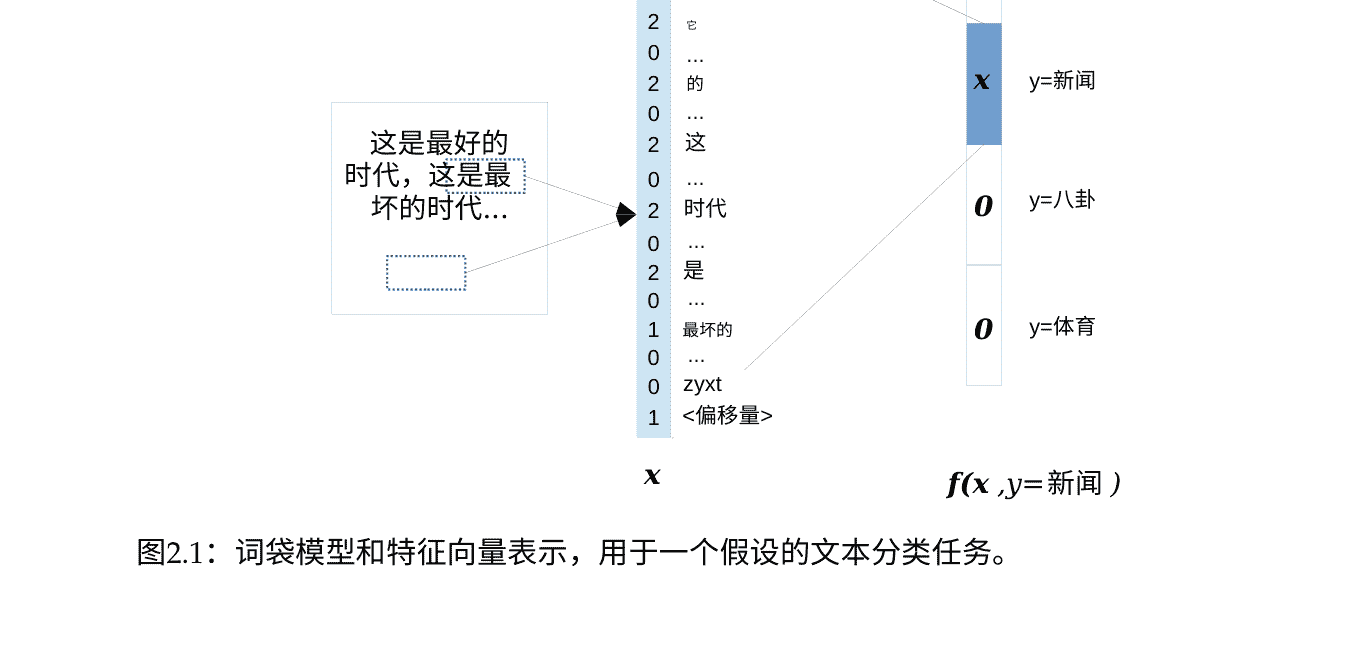 这是最好的
时代，这是最
坏的时代...
2 它
0 ...
2 的
0 ...
2 这
0 ...
2 时代
0 ...
2 是
0 ...
1 最坏的
0 ...
0 zyxt
1 <偏移量>
x
x y=新闻
0 y=八卦
0 y=体育
f(x ,y=新闻 )
图2.1：词袋模型和特征向量表示，用于一个假设的文本分类任务。